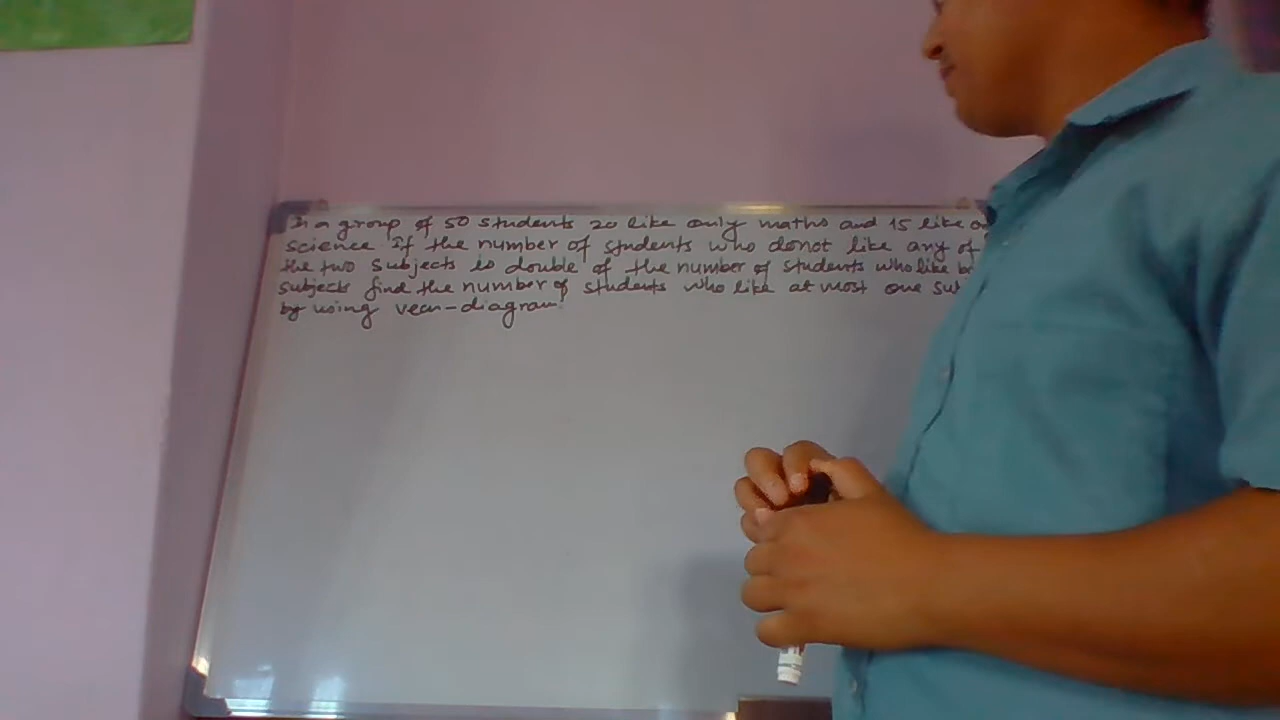 In a group of 50 students 20 like only maths and 15 like
science if the number of students who donot like any of
the two subjects is double of the number of students who like
subjects find the number of students who like at most one
by using venn-diagram.